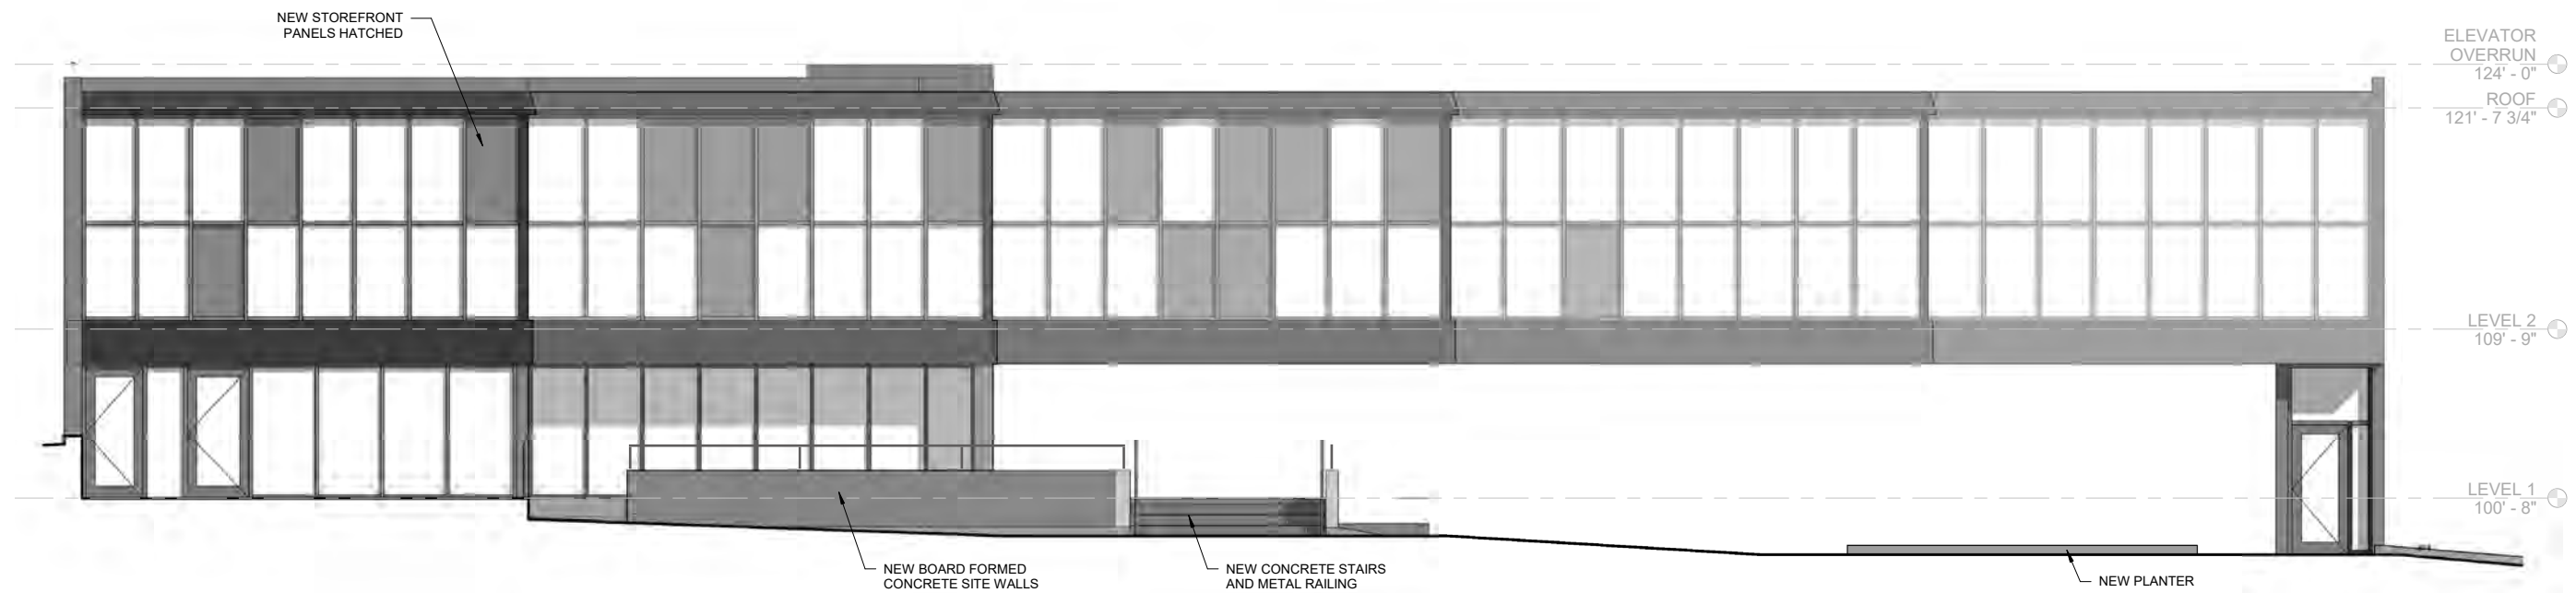 NEW STOREFRONT
PANELS HATCHED
ELEVATOR
OVERRUN
124' - 0"
ROOF
121' - 7 3/4"
LEVEL 2
109' - 9"
LEVEL 1
100' - 8"
NEW BOARD FORMED
CONCRETE SITE WALLS
NEW CONCRETE STAIRS
AND METAL RAILING
NEW PLANTER